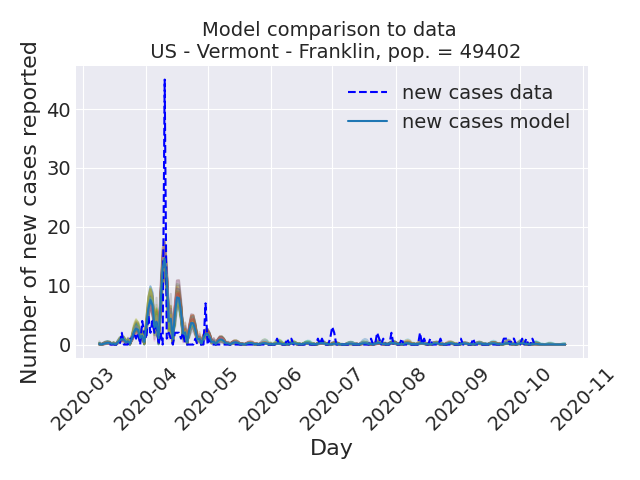 Model comparison to data
US - Vermont - Franklin, pop. = 49402
Number of new cases reported
40
30
20
10
0
new cases data
new cases model
2020-03
2020-04
2020-05
2020-06
2020-07
2020-08
2020-09
2020-10
2020-11
Day